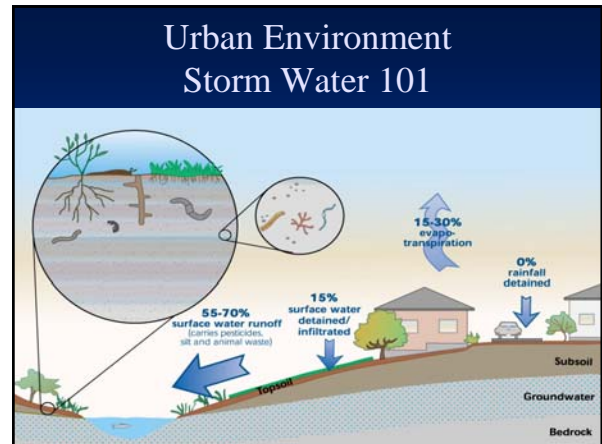 Urban Environment
Storm Water 101
15-30%
evapo-
transpiration
0%
rainfall
detained
15%
surface water
detained/
infiltrated
55-70%
surface water runoff
(carries pesticides,
silt and animal waste)
Topsoil
Subsoil
Groundwater
Bedrock